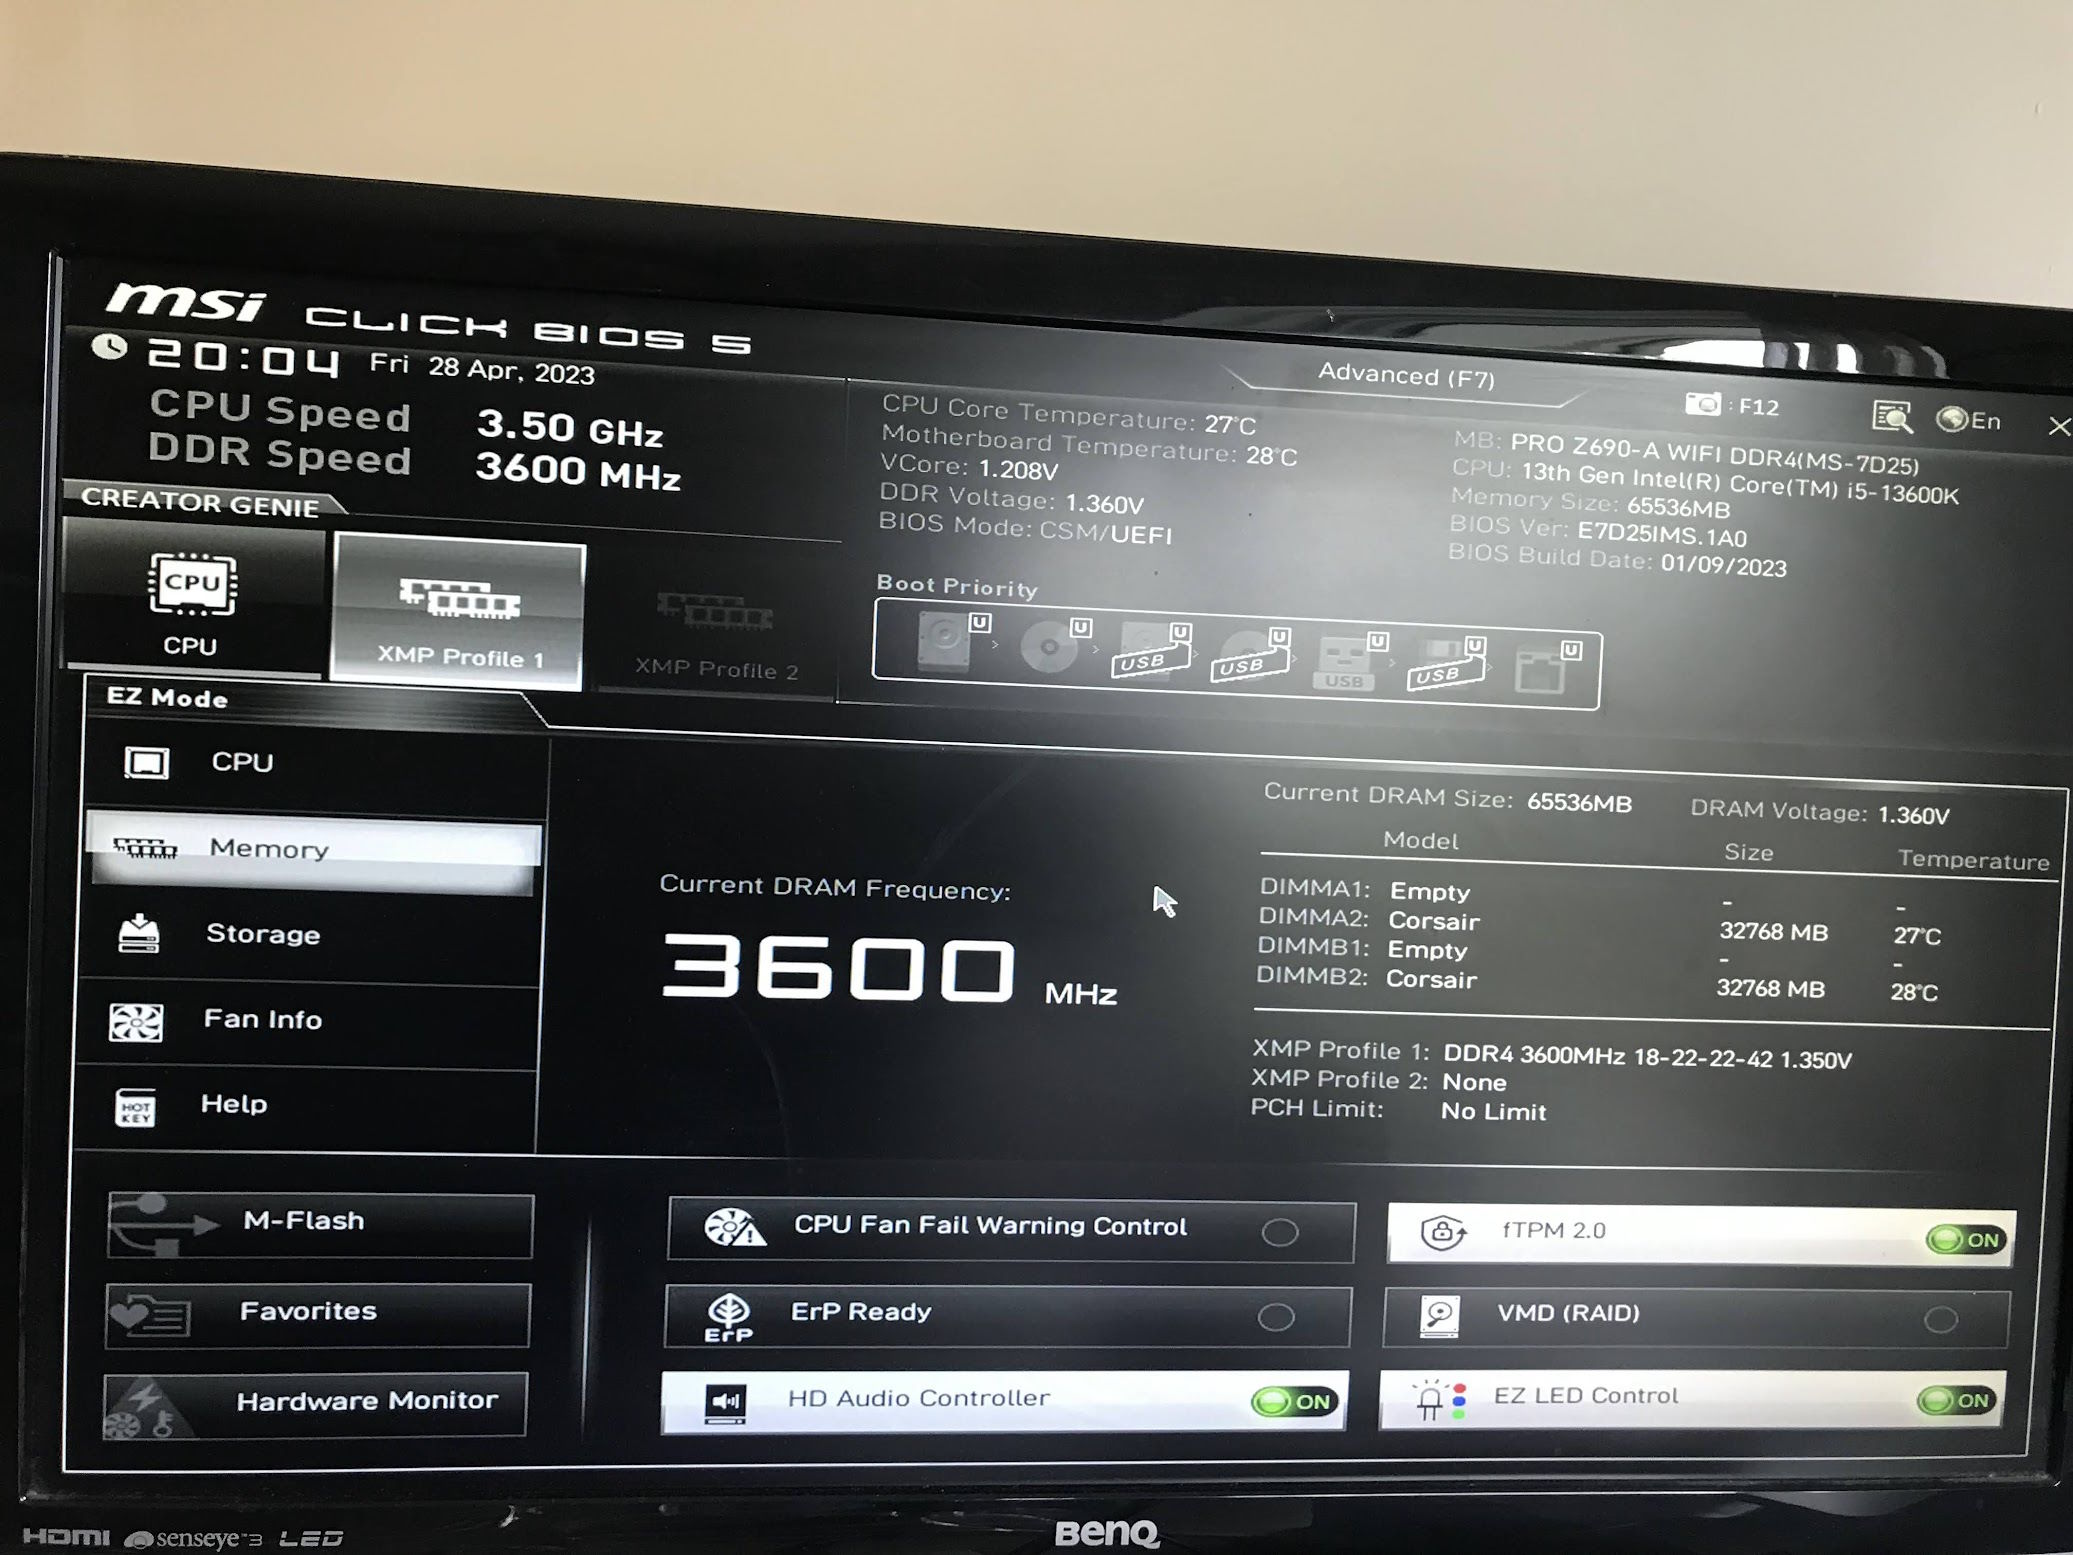 msi CLICK BIOS 5
20:04 Fri 28 Apr, 2023
CPU Speed 3.50 GHz
DDR Speed 3600 MHz
Advanced (F7)
: F12
En
X
CPU Core Temperature: 27°C
Motherboard Temperature: 28°C
VCore: 1.208V
DDR Voltage: 1.360V
BIOS Mode: CSM/UEFI
MB: PRO Z690-A WIFI DDR4(MS-7D25)
CPU: 13th Gen Intel(R) Core(TM) i5-13600K
Memory Size: 65536MB
BIOS Ver: E7D25IMS.1A0
BIOS Build Date: 01/09/2023
CREATOR GENIE
CPU
CPU
XMP Profile 1
XMP Profile 2
Boot Priority
U U U U U U U
USB USB USB USB
EZ Mode
CPU
Memory
Storage
Fan Info
HOT KEY Help
Current DRAM Frequency:
3600 MHz
Current DRAM Size: 65536MB DRAM Voltage: 1.360V
Model Size Temperature
DIMMA1: Empty - -
DIMMA2: Corsair 32768 MB 27°C
DIMMB1: Empty - -
DIMMB2: Corsair 32768 MB 28°C
XMP Profile 1: DDR4 3600MHz 18-22-22-42 1.350V
XMP Profile 2: None
PCH Limit: No Limit
M-Flash
Favorites
Hardware Monitor
CPU Fan Fail Warning Control
fTPM 2.0 ON
ErP ErP Ready
VMD (RAID)
HD Audio Controller ON
EZ LED Control ON
HDMI senseye™3 LED
BenQ